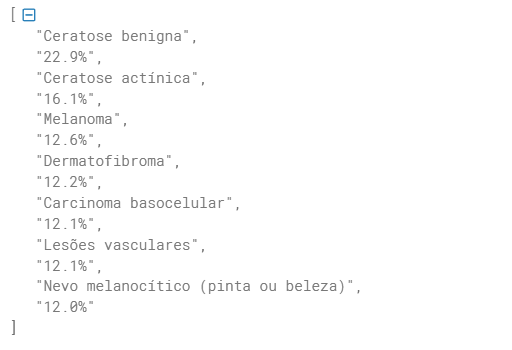 [
"Ceratose benigna",
"22.9%",
"Ceratose actínica",
"16.1%",
"Melanoma",
"12.6%",
"Dermatofibroma",
"12.2%",
"Carcinoma basocelular",
"12.1%",
"Lesões vasculares",
"12.1%",
"Nevo melanocítico (pinta ou beleza)",
"12.0%"
]